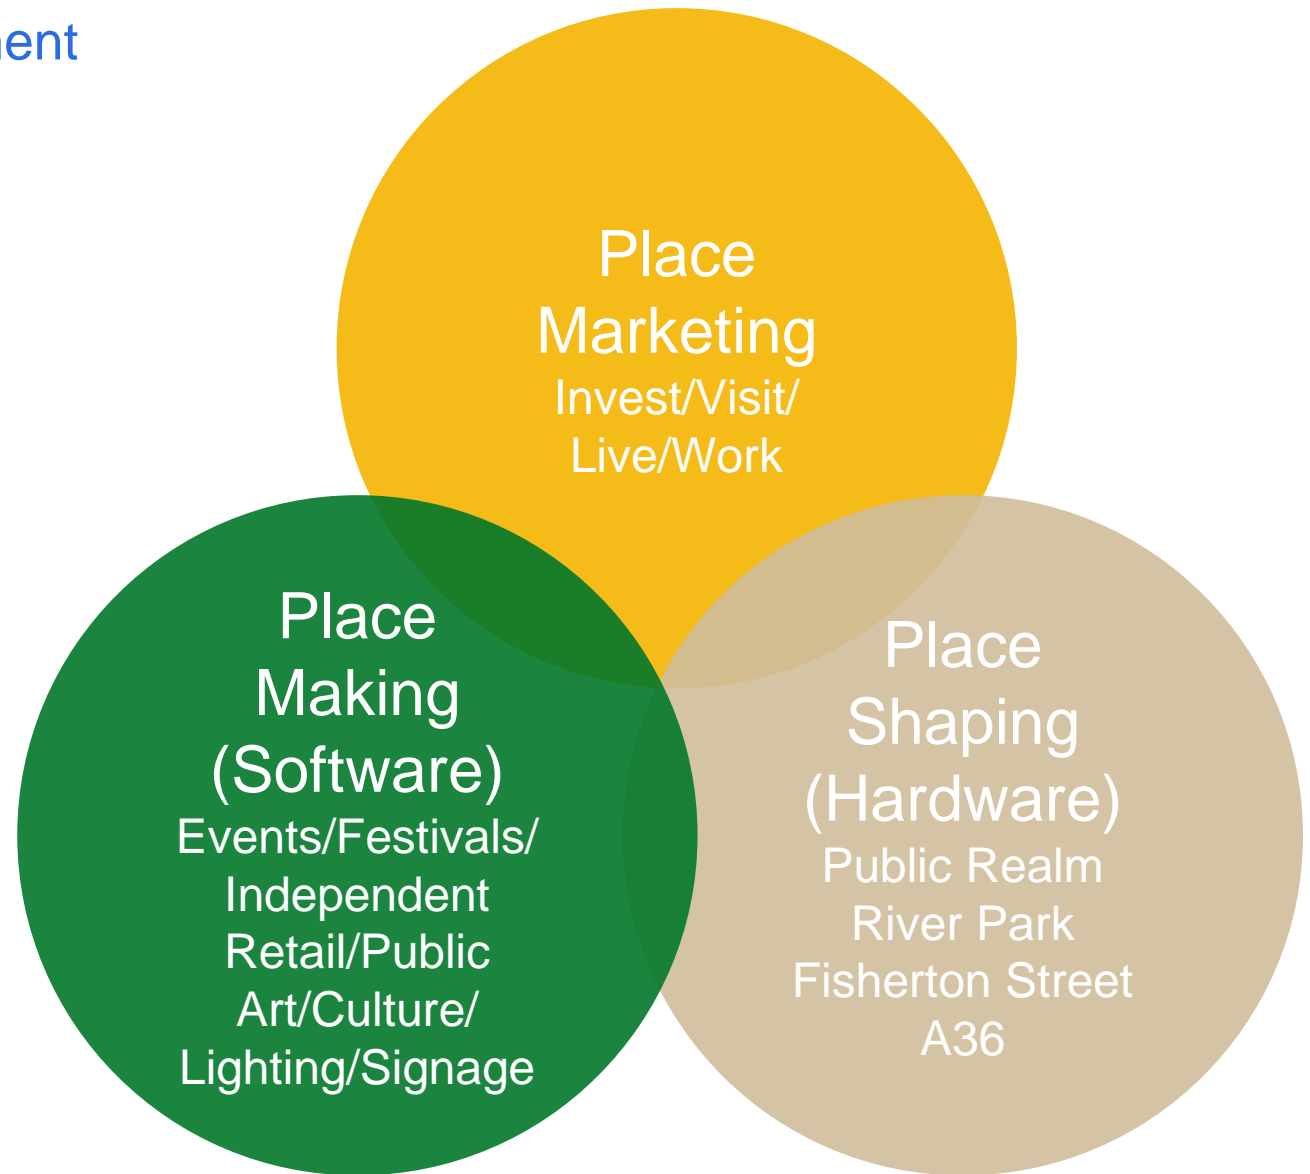 ment
Place
Marketing
Invest/Visit/
Live/Work
Place
Making
(Software)
Events/Festivals/
Independent
Retail/Public
Art/Culture/
Lighting/Signage
Place
Shaping
(Hardware)
Public Realm
River Park
Fisherton Street
A36